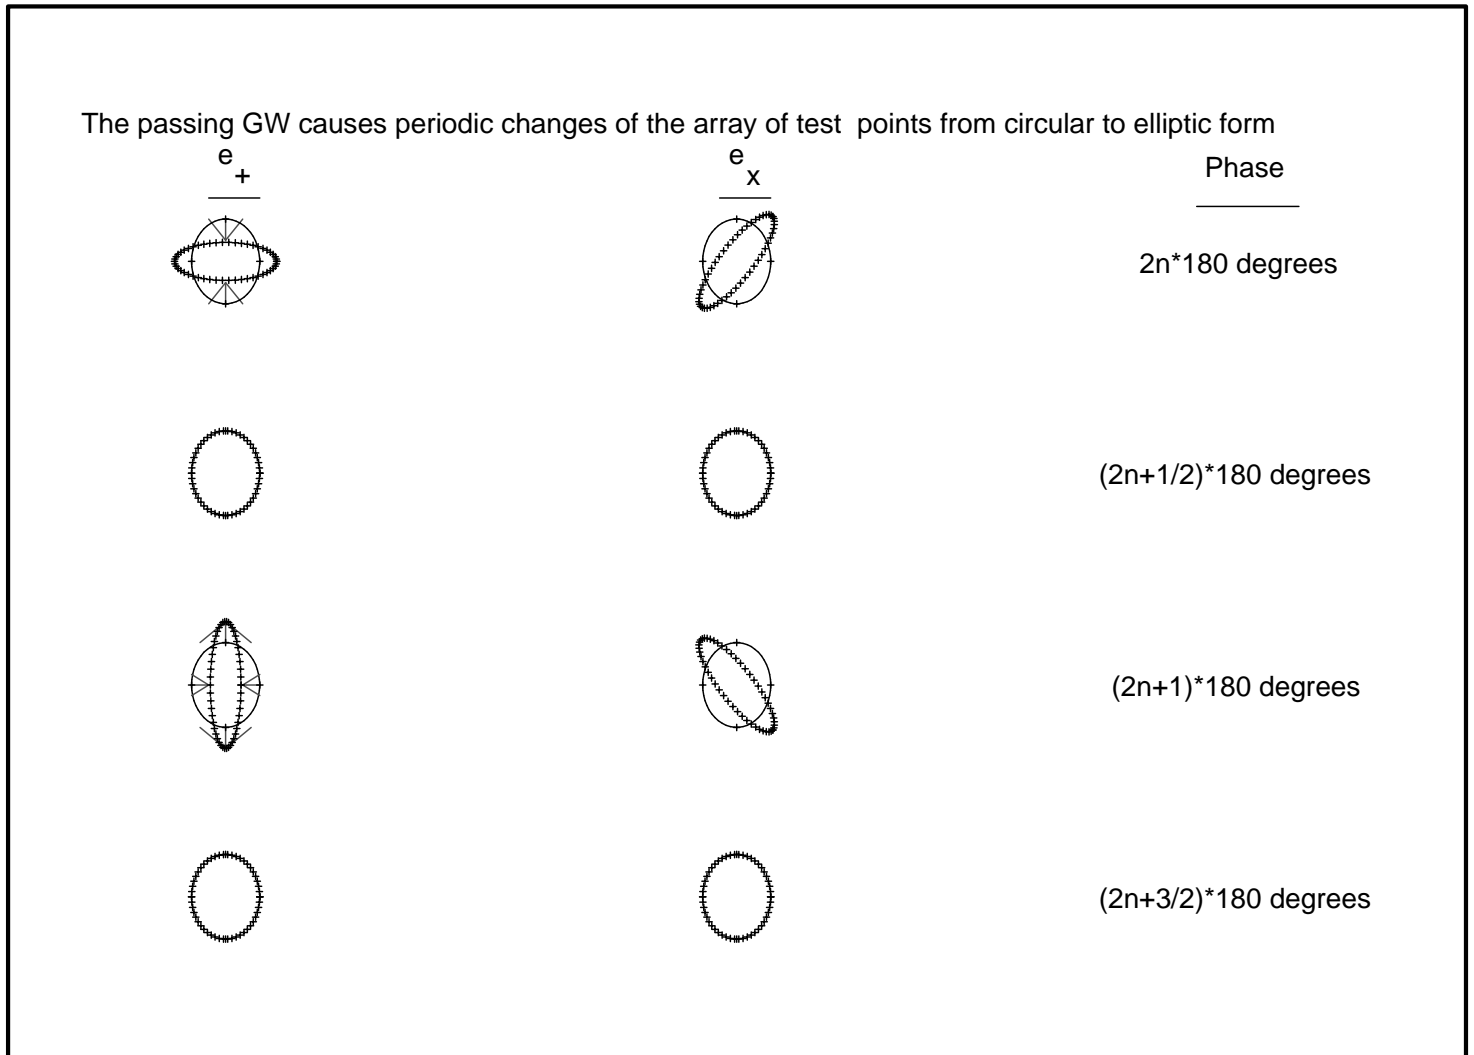 The passing GW causes periodic changes of the array of test  points from circular to elliptic form
e+
ex
Phase
2n*180 degrees
(2n+1/2)*180 degrees
(2n+1)*180 degrees
(2n+3/2)*180 degrees